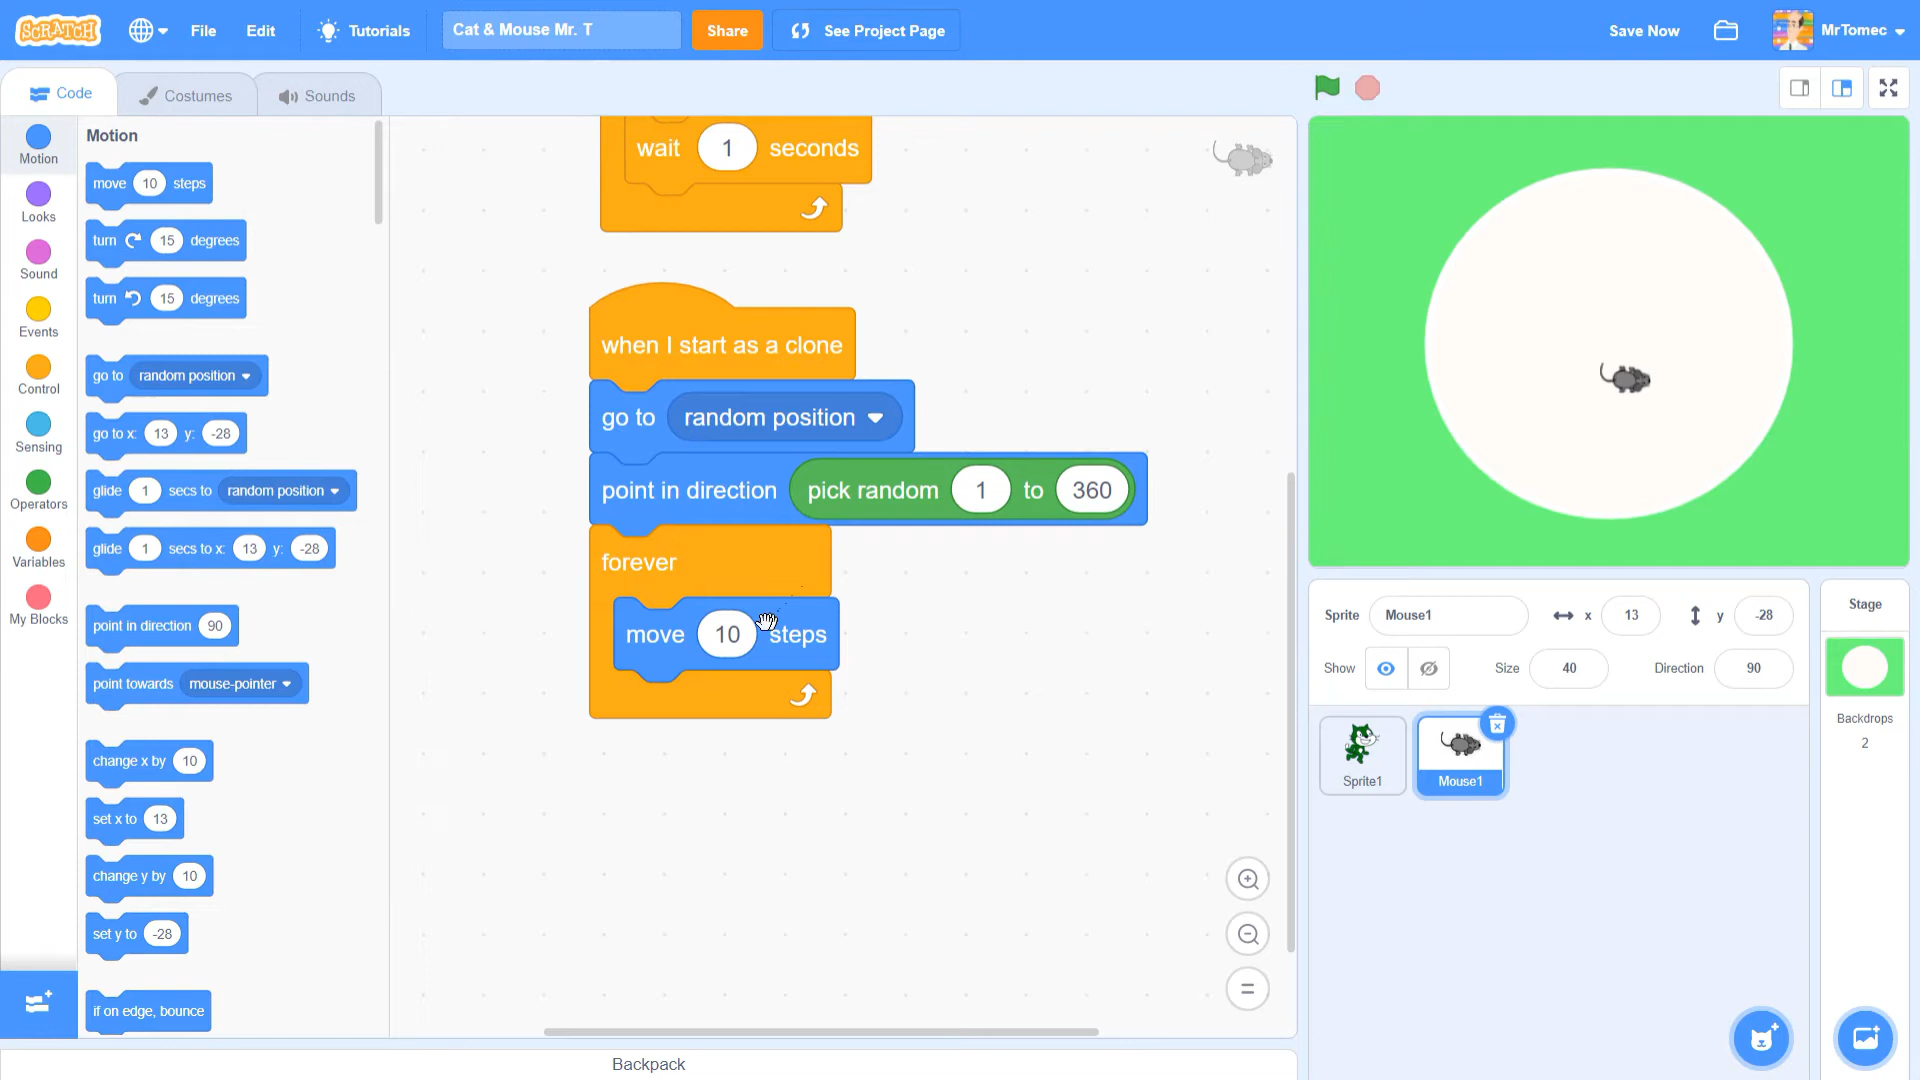 SCRATCH
File
Edit
Tutorials
Cat & Mouse Mr. T
Share
See Project Page
Save Now
MrTomec
Code
Costumes
Sounds
Motion
Looks
Sound
Events
Control
Sensing
Operators
Variables
My Blocks
Motion
move 10 steps
turn 15 degrees
turn 15 degrees
go to random position
go to x: 13 y: -28
glide 1 secs to random position
glide 1 secs to x: 13 y: -28
point in direction 90
point towards mouse-pointer
change x by 10
set x to 13
change y by 10
set y to -28
if on edge, bounce
wait 1 seconds
when I start as a clone
go to random position
point in direction pick random 1 to 360
forever
move 10 steps
Backpack
Sprite Mouse1 x 13 y -28
Show Size 40 Direction 90
Sprite1
Mouse1
Stage
Backdrops
2